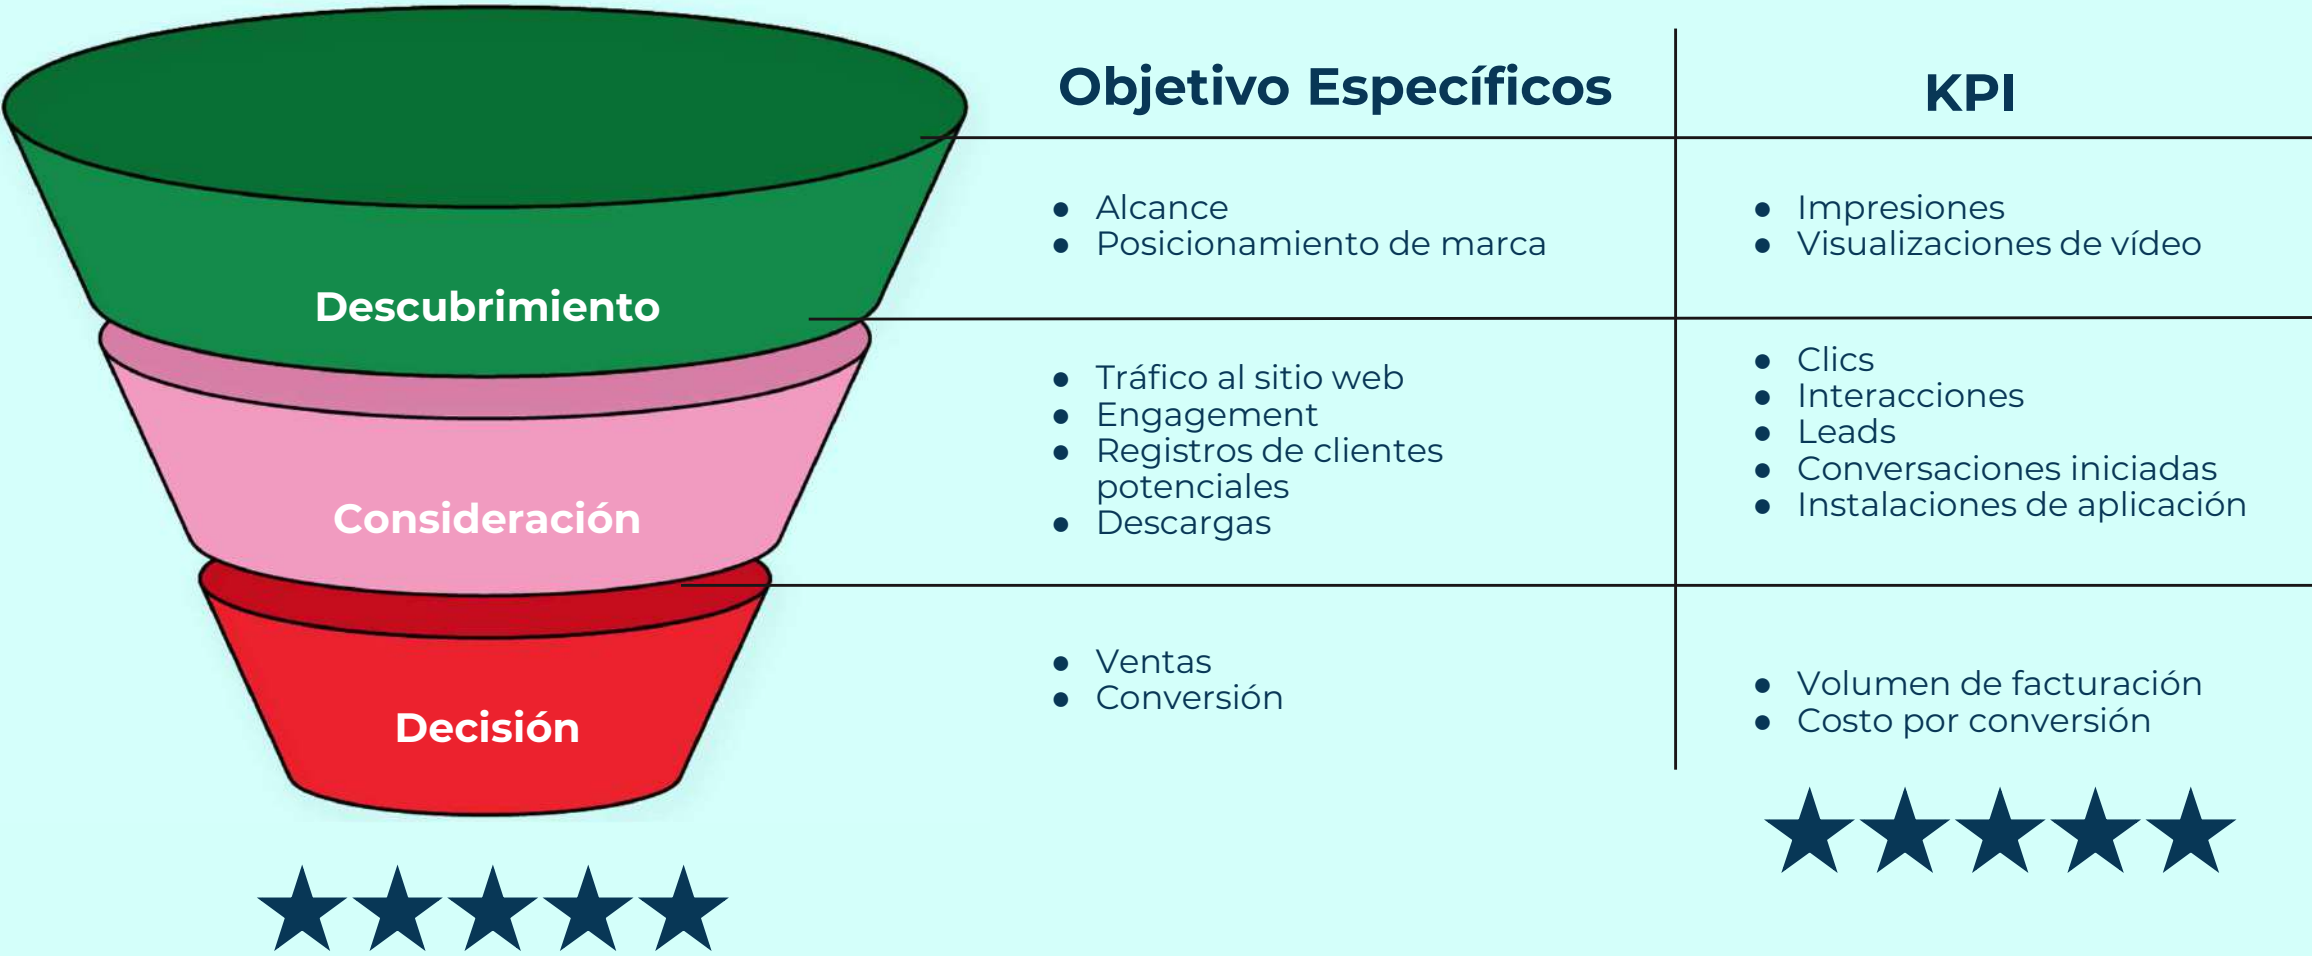 Objetivo Específicos
KPI
Descubrimiento
● Alcance
● Posicionamiento de marca
● Impresiones
● Visualizaciones de vídeo
Consideración
● Tráfico al sitio web
● Engagement
● Registros de clientes
potenciales
● Descargas
● Clics
● Interacciones
● Leads
● Conversaciones iniciadas
● Instalaciones de aplicación
Decisión
● Ventas
● Conversión
● Volumen de facturación
● Costo por conversión